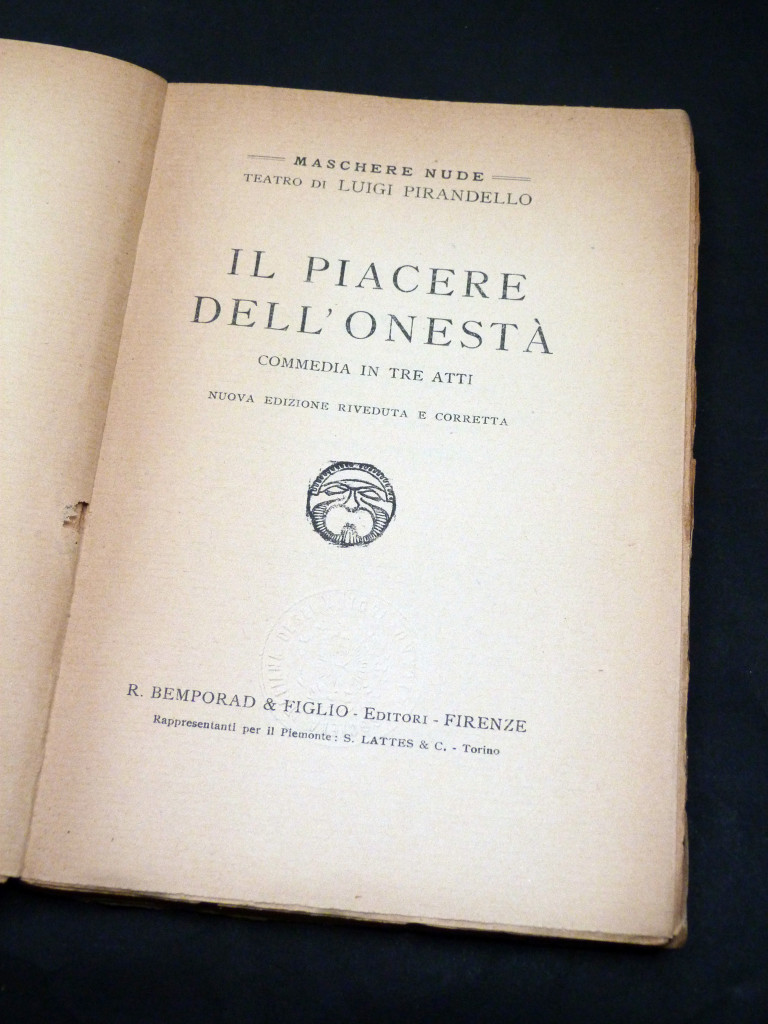 MASCHERE NUDE
TEATRO DI LUIGI PIRANDELLO
IL PIACERE
DELL'ONESTÀ
COMMEDIA IN TRE ATTI
NUOVA EDIZIONE RIVEDUTA E CORRETTA
R. BEMPORAD & FIGLIO - EDITORI - FIRENZE
Rappresentanti per il Piemonte: S. LATTES & C. - Torino